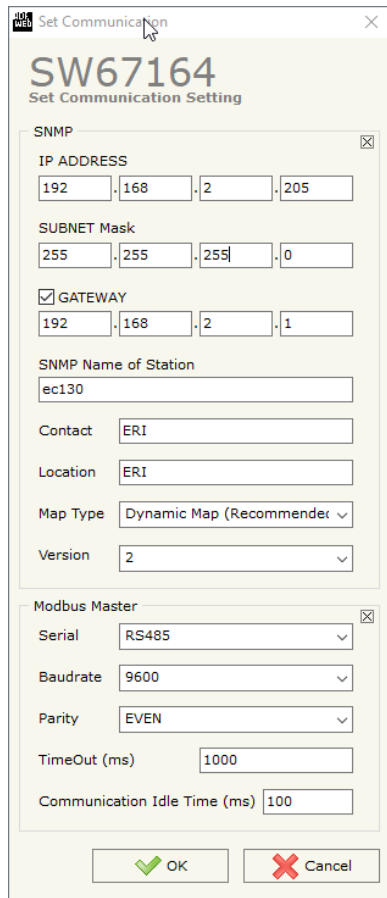 Set Communication
SW67164
Set Communication Setting
SNMP
IP ADDRESS
192 . 168 . 2 . 205
SUBNET Mask
255 . 255 . 255 . 0
GATEWAY
192 . 168 . 2 . 1
SNMP Name of Station
ec130
Contact ERI
Location ERI
Map Type Dynamic Map (Recommended
Version 2
Modbus Master
Serial RS485
Baudrate 9600
Parity EVEN
TimeOut (ms) 1000
Communication Idle Time (ms) 100
OK Cancel